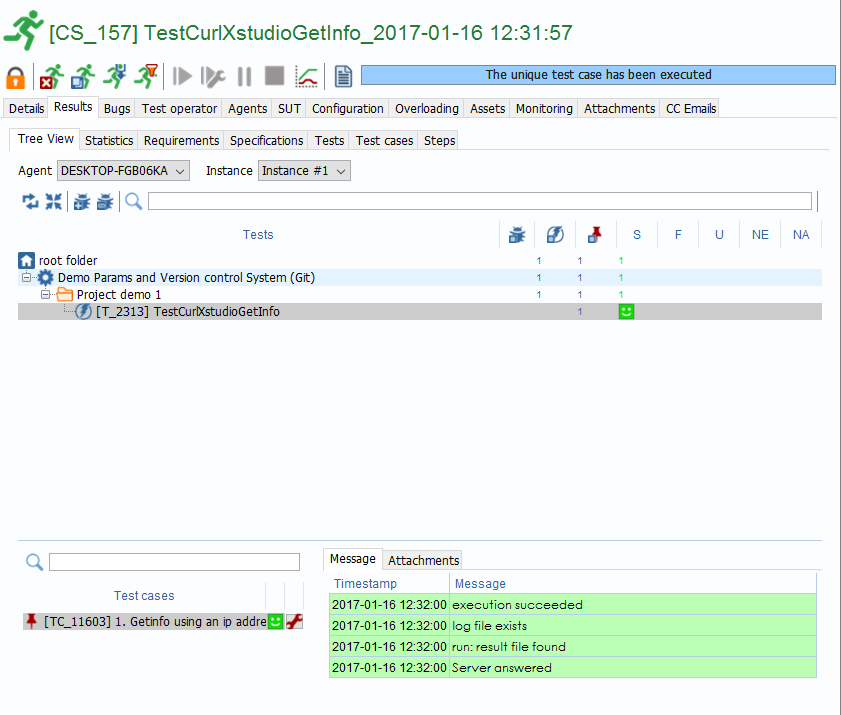 [CS_157] TestCurlXstudioGetInfo_2017-01-16 12:31:57
The unique test case has been executed
Details Results Bugs Test operator Agents SUT Configuration Overloading Assets Monitoring Attachments CC Emails
Tree View Statistics Requirements Specifications Tests Test cases Steps
Agent DESKTOP-FGB06KA Instance Instance #1
Tests S F U NE NA
root folder 1 1 1
Demo Params and Version control System (Git) 1 1 1
Project demo 1 1 1 1
[T_2313] TestCurlXstudioGetInfo 1
Message Attachments
Timestamp Message
Test cases
2017-01-16 12:32:00 execution succeeded
[TC_11603] 1. Getinfo using an ip addre
2017-01-16 12:32:00 log file exists
2017-01-16 12:32:00 run: result file found
2017-01-16 12:32:00 Server answered